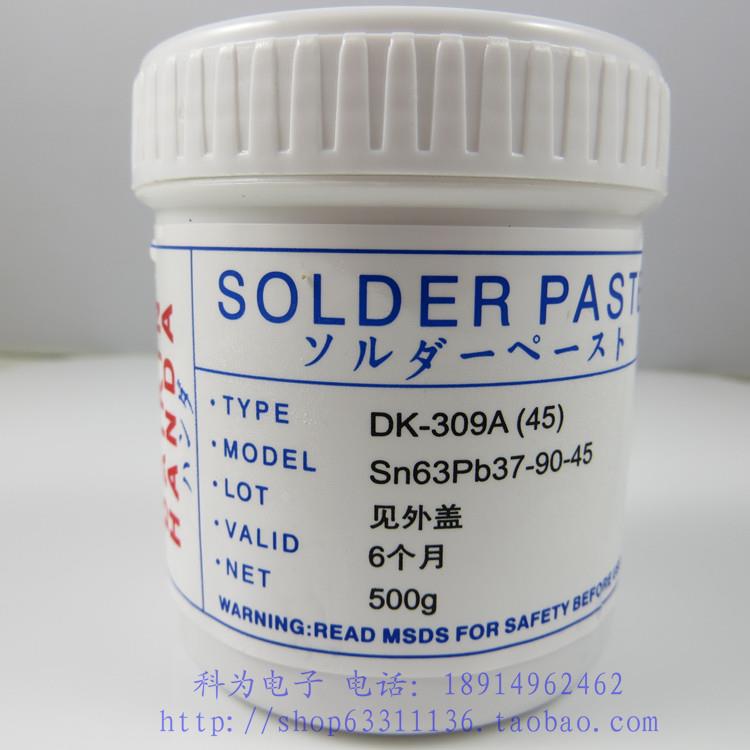 SOLDER PASTE
ソルダーペースト
HANDA
ハンダ
·TYPE DK-309A (45)
·MODEL Sn63Pb37-90-45
·LOT 见外盖
·VALID 6个月
·NET 500g
WARNING:READ MSDS FOR SAFETY BEFORE
科为电子 电话: 18914962462
http://shop63311136.taobao.com